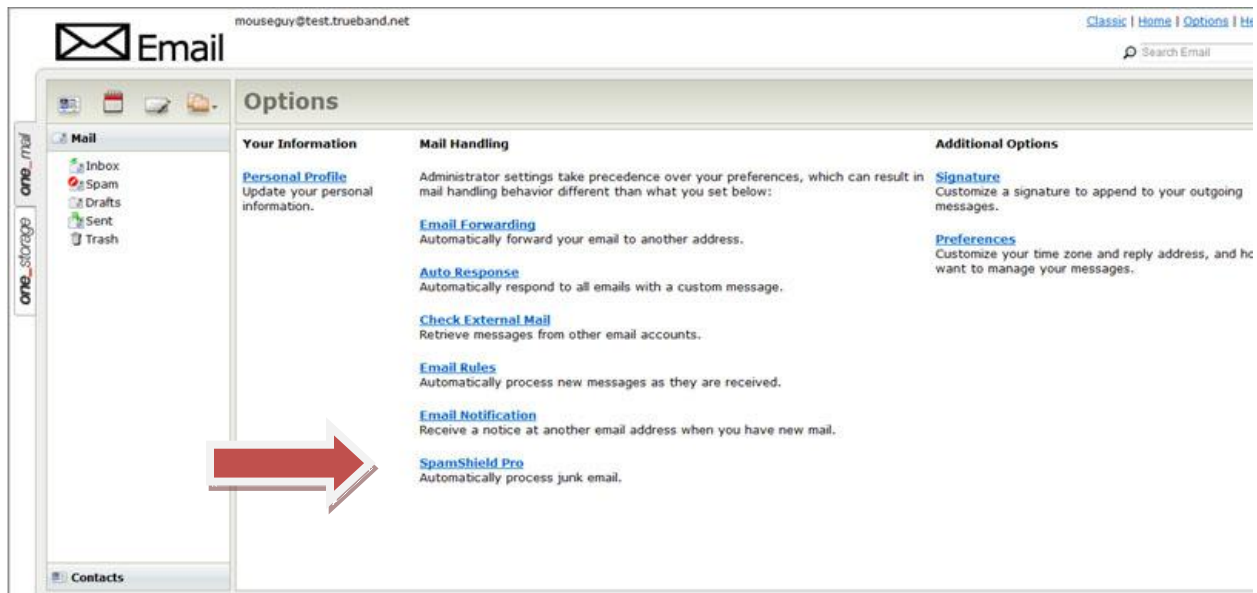 mouseguy@test.trueband.net
Classic | Home | Options |
Email
Search Email
Options
one_mail
one_storage
Mail
Inbox
Spam
Drafts
Sent
Trash
Contacts
Your Information
Personal Profile
Update your personal
information.
Mail Handling
Administrator settings take precedence over your preferences, which can result in
mail handling behavior different than what you set below:
Email Forwarding
Automatically forward your email to another address.
Auto Response
Automatically respond to all emails with a custom message.
Check External Mail
Retrieve messages from other email accounts.
Email Rules
Automatically process new messages as they are received.
Email Notification
Receive a notice at another email address when you have new mail.
SpamShield Pro
Automatically process junk email.
Additional Options
Signature
Customize a signature to append to your outgoing
messages.
Preferences
Customize your time zone and reply address, and
want to manage your messages.